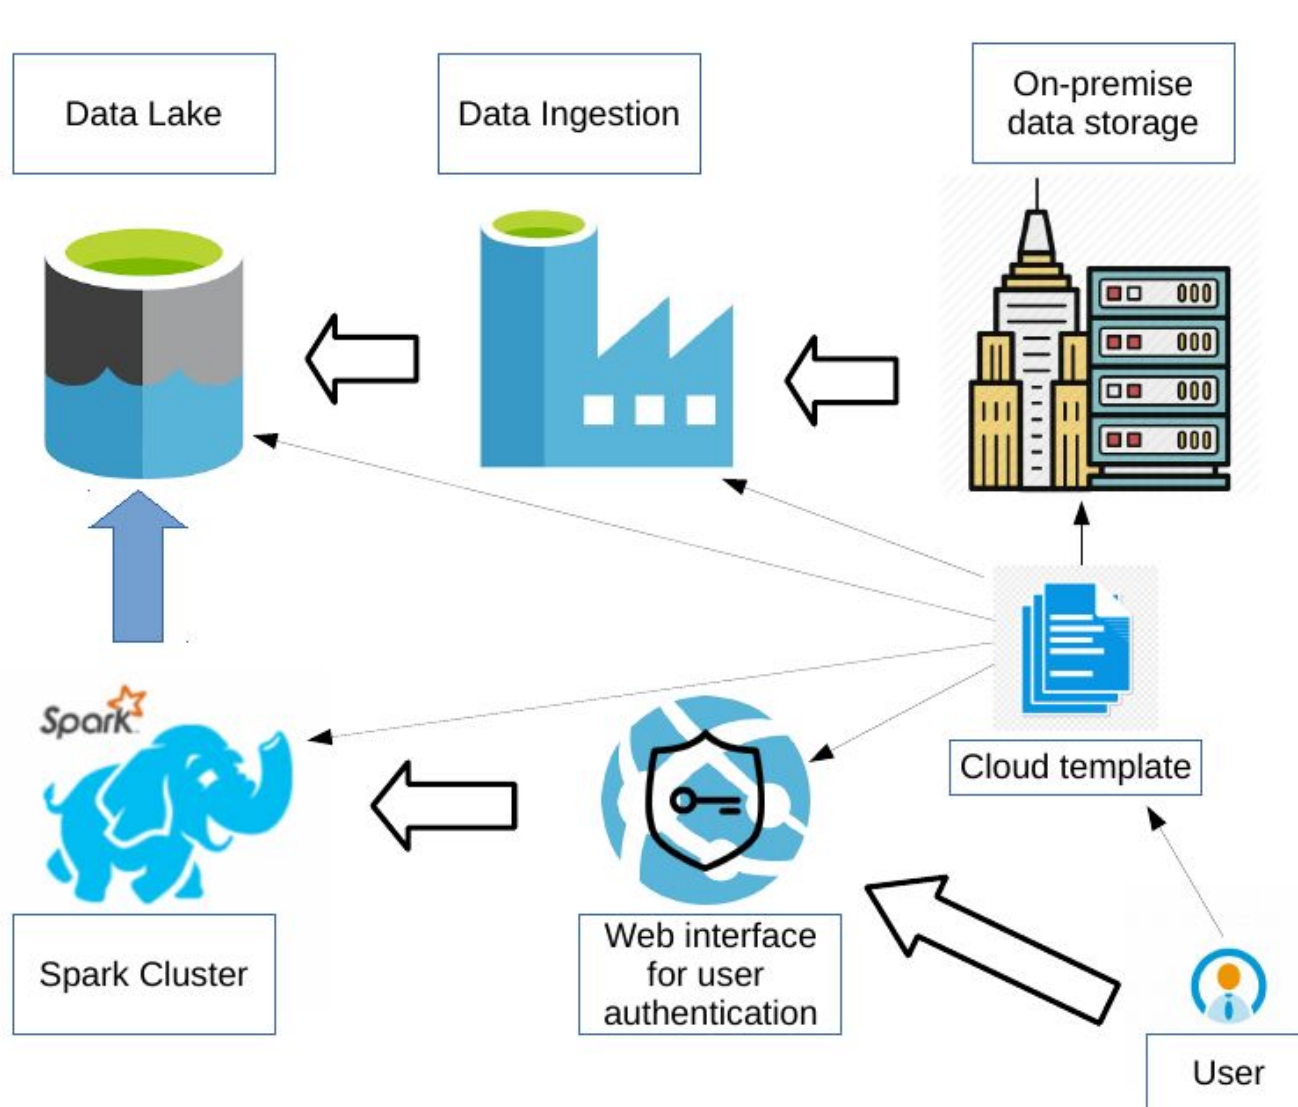 Data Lake
Data Ingestion
On-premise
data storage
Spark
Cloud template
Spark Cluster
Web interface
for user
authentication
User